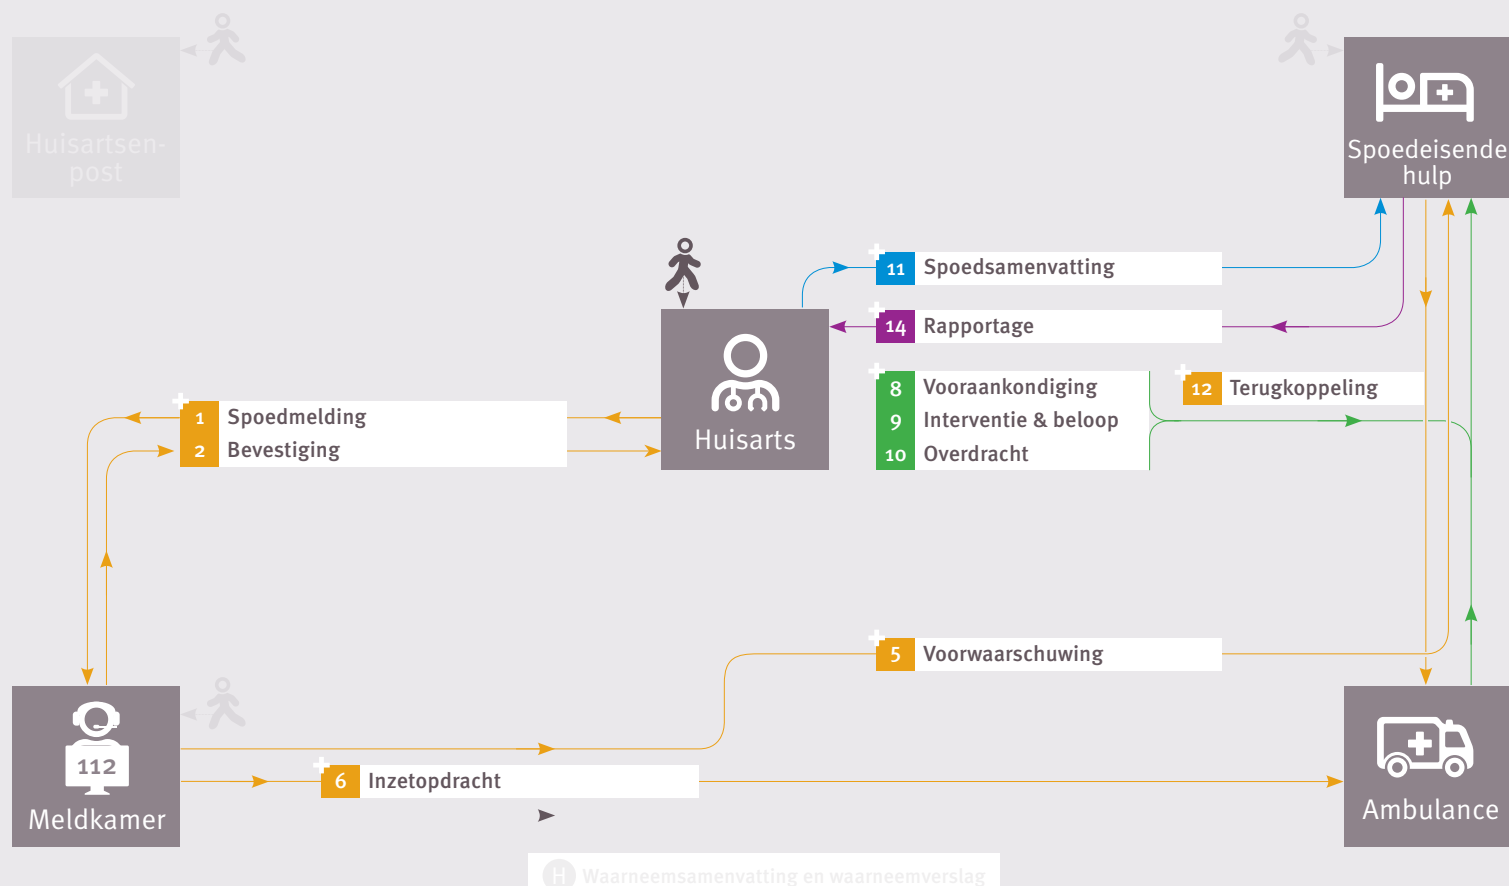 Huisartsen-
post
Spoedeisende
hulp
11 Spoedsamenvatting
14 Rapportage
8 Vooraankondiging
9 Interventie & beloop
10 Overdracht
12 Terugkoppeling
Huisarts
1 Spoedmelding
2 Bevestiging
5 Voorwaarschuwing
112
Meldkamer
6 Inzetopdracht
Ambulance
H Waarneemsamenvatting en waarneemverslag